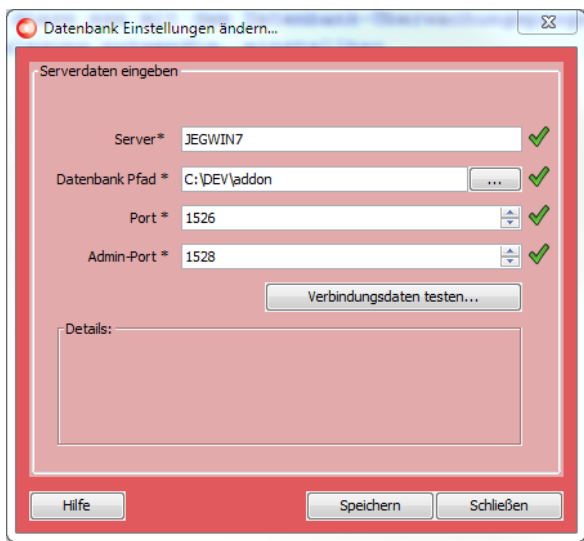 Datenbank Einstellungen ändern...
Serverdaten eingeben
Server* JEGWIN7
Datenbank Pfad * C:\DEV\addon ...
Port * 1526
Admin-Port * 1528
Verbindungsdaten testen...
Details:
Hilfe Speichern Schließen